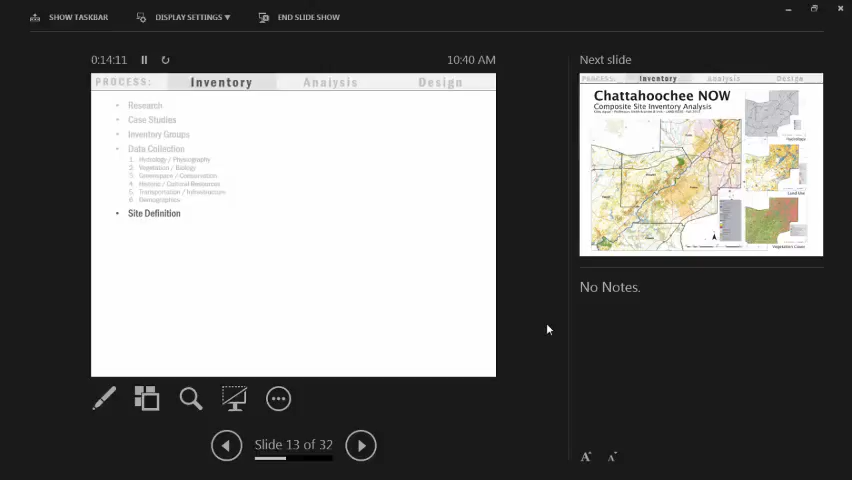 SHOW TASKBAR
DISPLAY SETTINGS ▼
END SLIDE SHOW
0:14:11
10:40 AM
PROCESS:
Inventory
Analysis
Design
• Research
• Case Studies
• Inventory Groups
• Data Collection
1. Hydrology / Physiography
2. Vegetation / Biology
3. Greenspace / Conservation
4. Historic / Cultural Resources
5. Transportation / Infrastructure
6. Demographics
• Site Definition
Slide 13 of 32
Next slide
PROCESS:
Inventory
Analysis
Design
Chattahoochee NOW
Composite Site Inventory Analysis
Land Use
Vegetation Cover
No Notes.
A
A